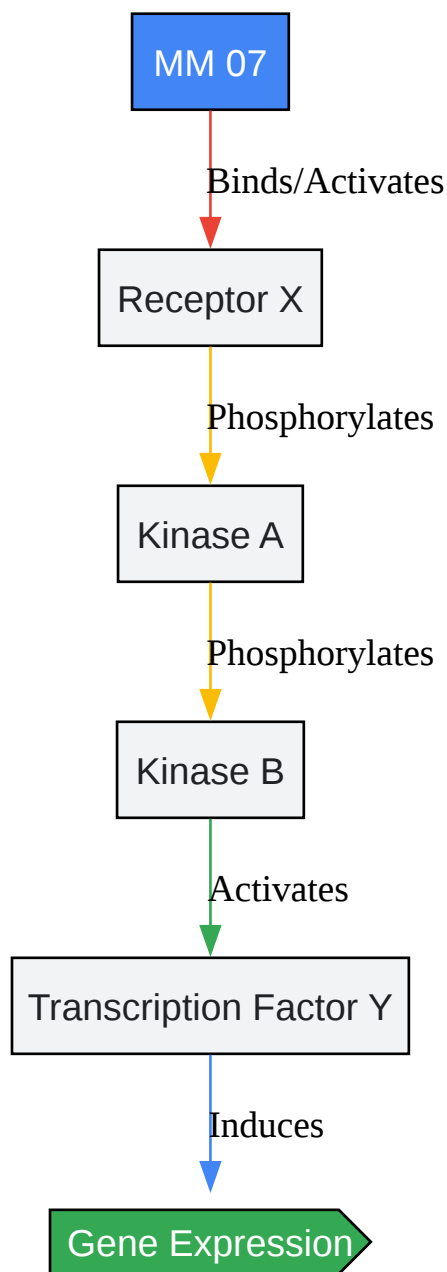 MM 07
Binds/Activates
Receptor X
Phosphorylates
Kinase A
Phosphorylates
Kinase B
Activates
Transcription Factor Y
Induces
Gene Expression